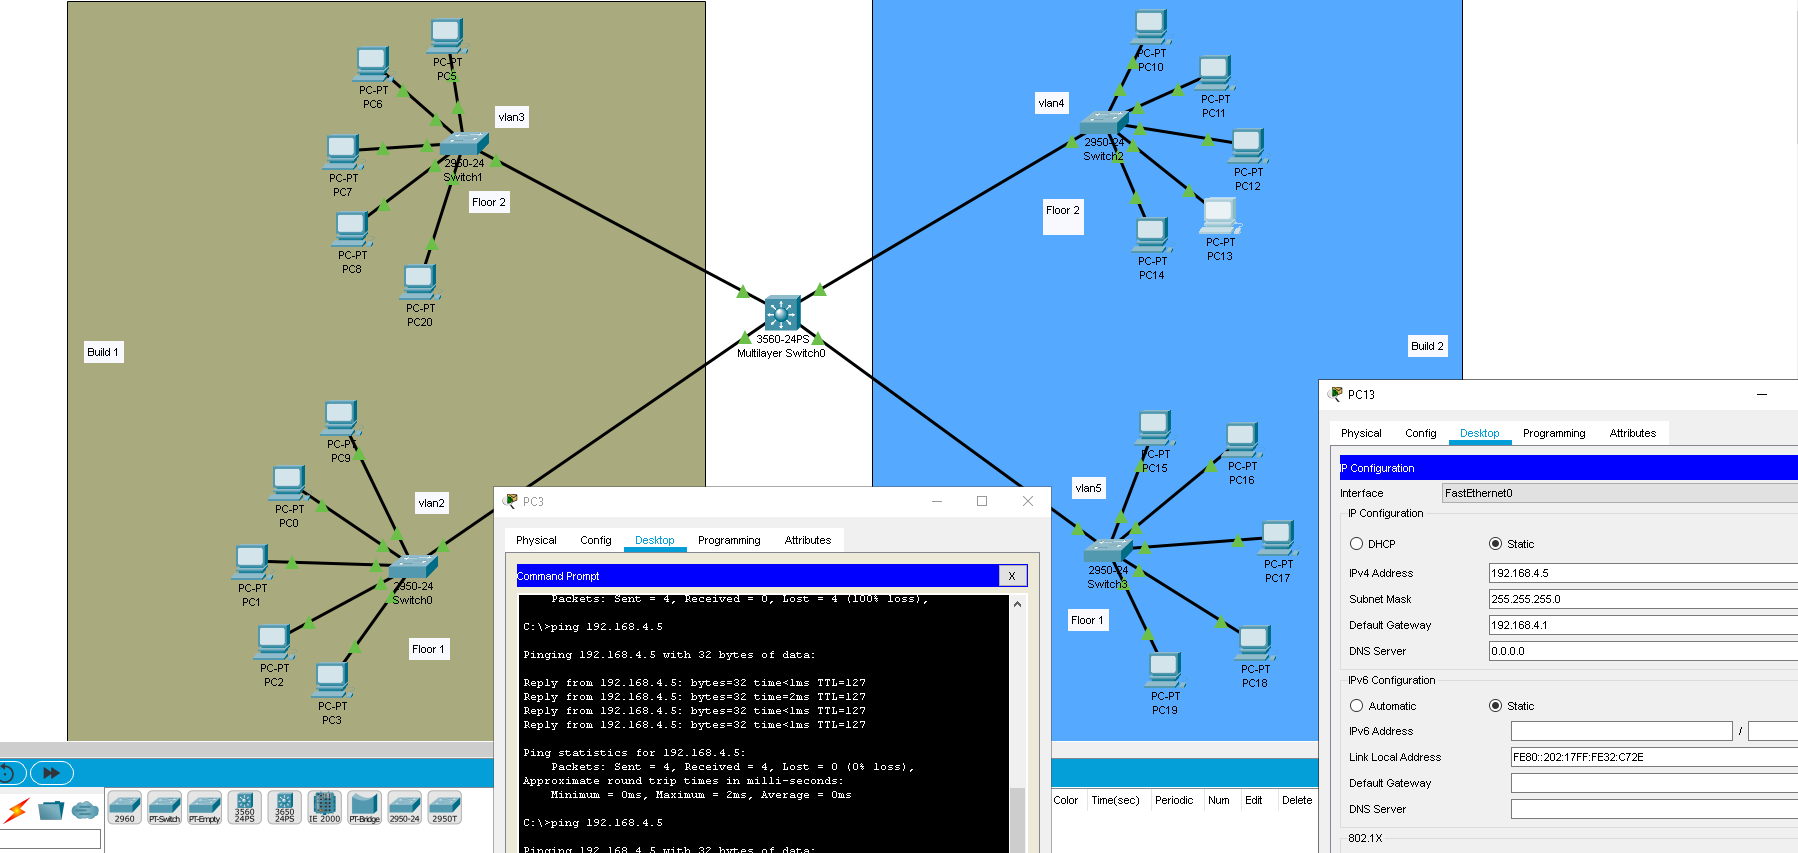 PC-PT
PC5
PC-PT
PC6
vlan3
PC-PT
PC7
2950-24
Switch1
Floor 2
PC-PT
PC8
PC-PT
PC20
Build 1
PC-PT
PC10
PC-PT
PC11
vlan4
2950-24
Switch2
PC-PT
PC12
Floor 2
PC-PT
PC13
PC-PT
PC14
3560-24PS
Multilayer Switch0
Build 2
PC-PT
PC9
PC-PT
PC0
vlan2
PC-PT
PC1
2950-24
Switch0
Floor 1
PC-PT
PC2
PC-PT
PC3
PC-PT
PC15
PC-PT
PC16
vlan5
PC-PT
PC17
2950-24
Switch3
Floor 1
PC-PT
PC18
PC-PT
PC19
PC3
Physical Config Desktop Programming Attributes
Command Prompt X
Packets: Sent = 4, Received = 0, Lost = 4 (100% loss),
C:\>ping 192.168.4.5
Pinging 192.168.4.5 with 32 bytes of data:
Reply from 192.168.4.5: bytes=32 time<1ms TTL=127
Reply from 192.168.4.5: bytes=32 time=2ms TTL=127
Reply from 192.168.4.5: bytes=32 time<1ms TTL=127
Reply from 192.168.4.5: bytes=32 time<1ms TTL=127
Ping statistics for 192.168.4.5:
Packets: Sent = 4, Received = 4, Lost = 0 (0% loss),
Approximate round trip times in milli-seconds:
Minimum = 0ms, Maximum = 2ms, Average = 0ms
C:\>ping 192.168.4.5
Pinging 192.168.4.5 with 32 bytes of data:
PC13
Physical Config Desktop Programming Attributes
IP Configuration
Interface FastEthernet0
IP Configuration
DHCP Static
IPv4 Address 192.168.4.5
Subnet Mask 255.255.255.0
Default Gateway 192.168.4.1
DNS Server 0.0.0.0
IPv6 Configuration
Automatic Static
IPv6 Address /
Link Local Address FE80::202:17FF:FE32:C72E
Default Gateway
DNS Server
802.1X
Color Time(sec) Periodic Num Edit Delete
2960
PT-Switch
PT-Empty
3560
24PS
3650
24PS
IE 2000
PT-Bridge
2950-24
2950T